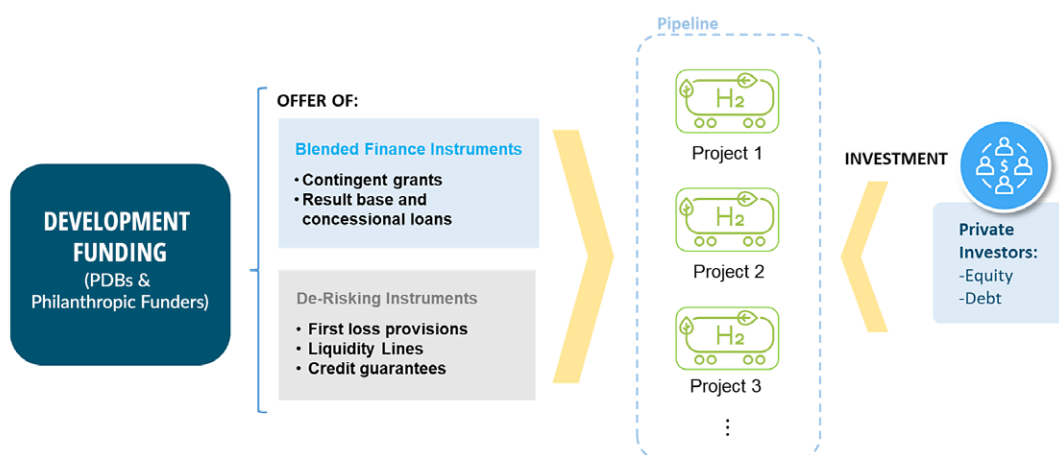 DEVELOPMENT
FUNDING
(PDBs &
Philanthropic Funders)
OFFER OF:
Blended Finance Instruments
• Contingent grants
• Result base and
concessional loans
De-Risking Instruments
• First loss provisions
• Liquidity Lines
• Credit guarantees
Pipeline
H2
Project 1
H2
Project 2
H2
Project 3
⋮
INVESTMENT
$
Private
Investors:
-Equity
-Debt